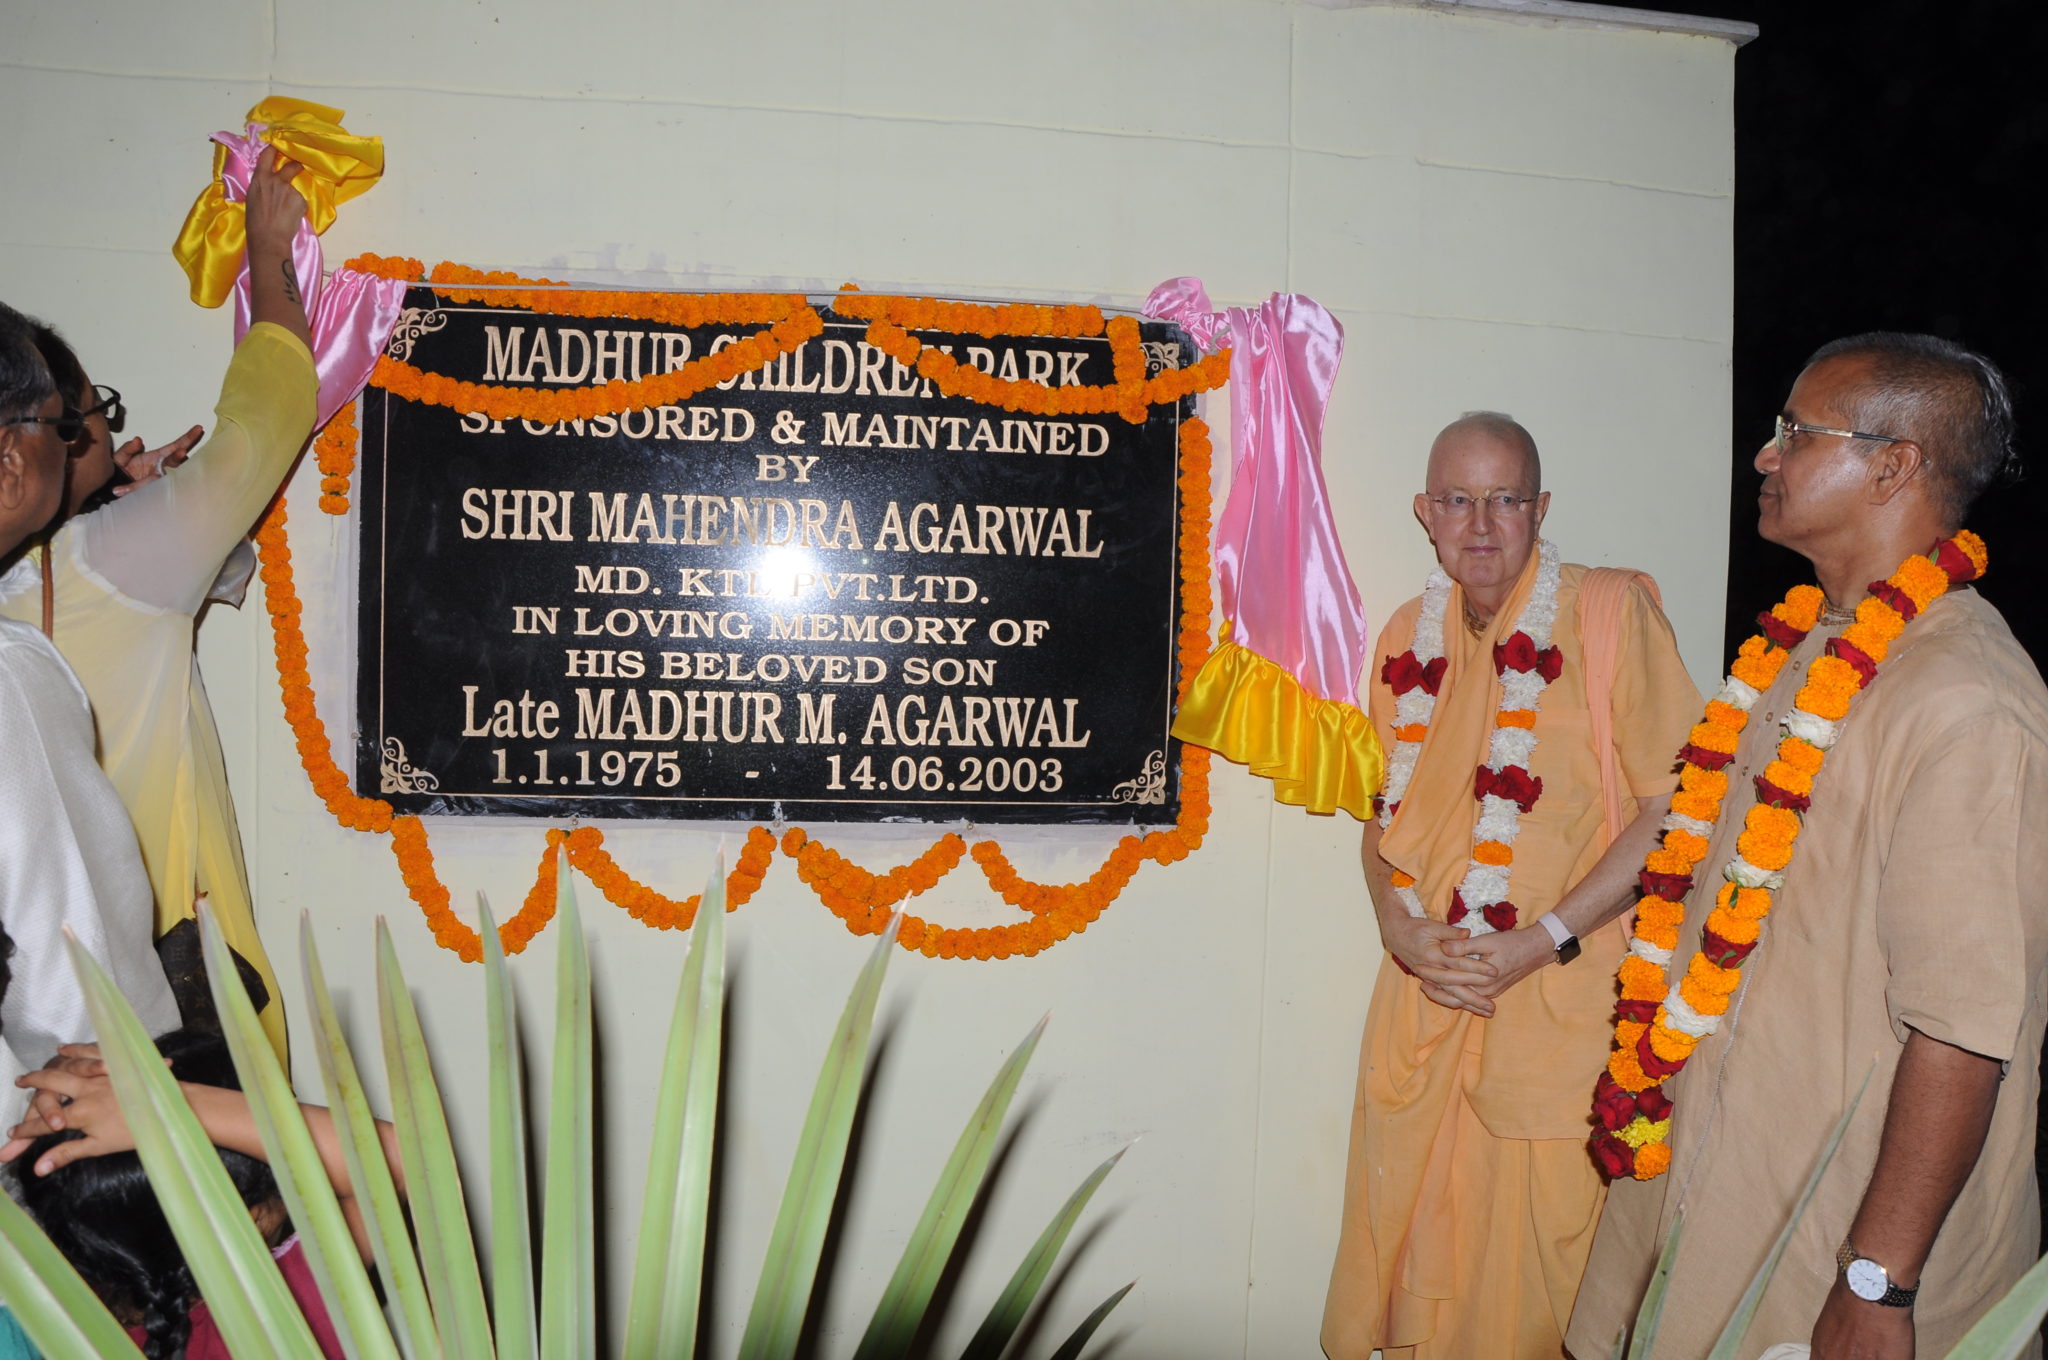 MADHUR CHILDREN PARK
SPONSORED & MAINTAINED
BY
SHRI MAHENDRA AGARWAL
MD. KTL PVT.LTD.
IN LOVING MEMORY OF
HIS BELOVED SON
Late MADHUR M. AGARWAL
1.1.1975 - 14.06.2003